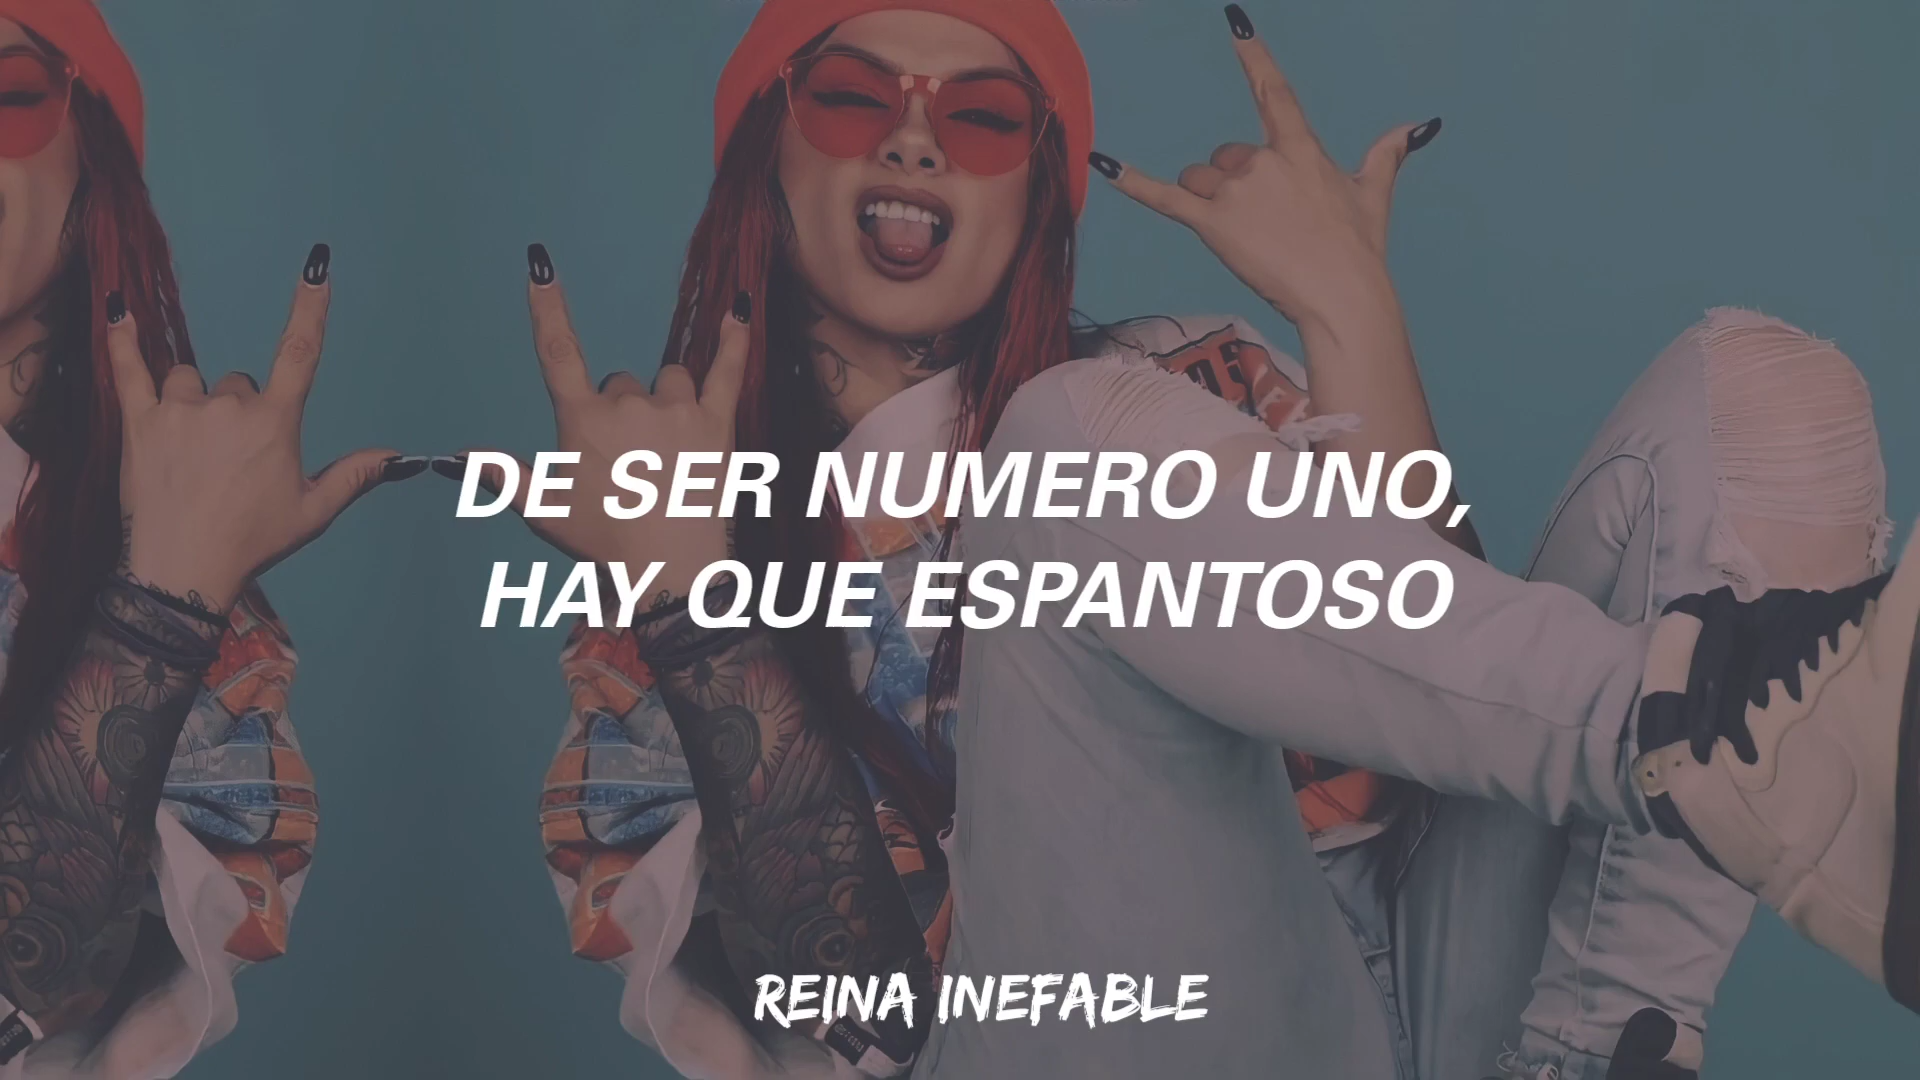 DE SER NUMERO UNO,
HAY QUE ESPANTOSO
REINA INEFABLE